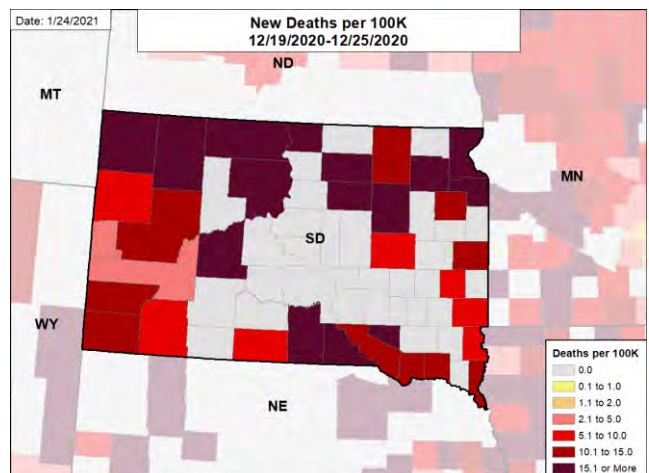 Date: 1/24/2021
New Deaths per 100K
12/19/2020-12/25/2020
ND
MT
MN
SD
WY
NE
Deaths per 100K
0.0
0.1 to 1.0
1.1 to 2.0
2.1 to 5.0
5.1 to 10.0
10.1 to 15.0
15.1 or More